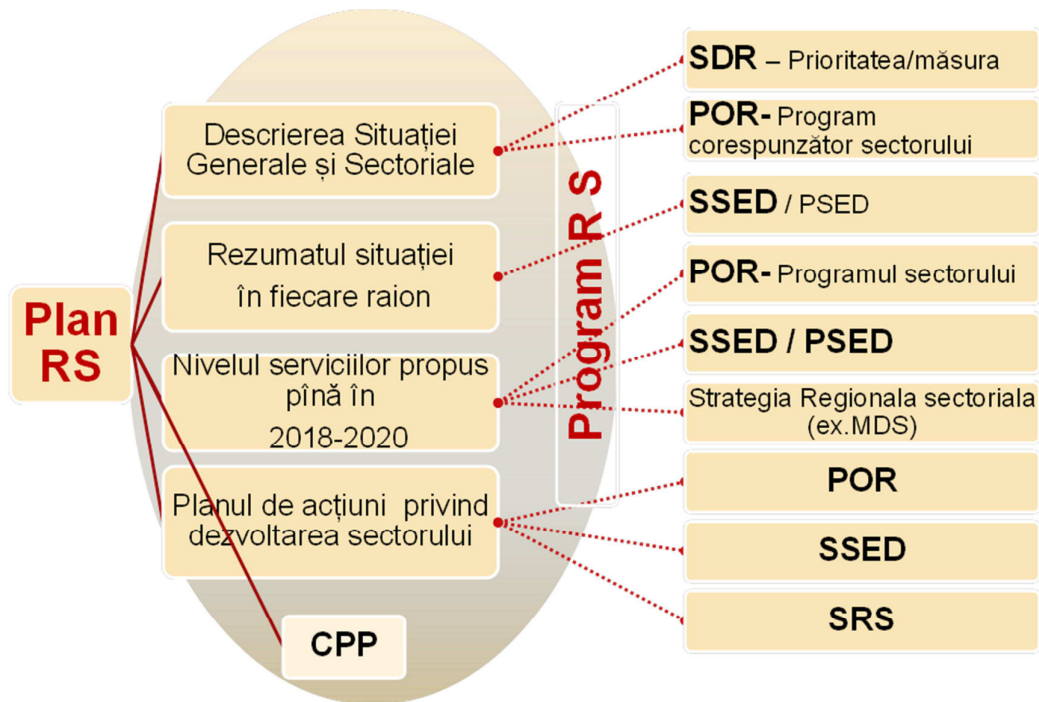 Plan
RS
Descrierea Situației
Generale și Sectoriale
Rezumatul situației
în fiecare raion
Nivelul serviciilor propus
pînă în
2018-2020
Planul de acțiuni privind
dezvoltarea sectorului
CPP
Program R S
SDR – Prioritatea/măsura
POR- Program
corespunzător sectorului
SSED / PSED
POR- Programul sectorului
SSED / PSED
Strategia Regionala sectoriala
(ex.MDS)
POR
SSED
SRS